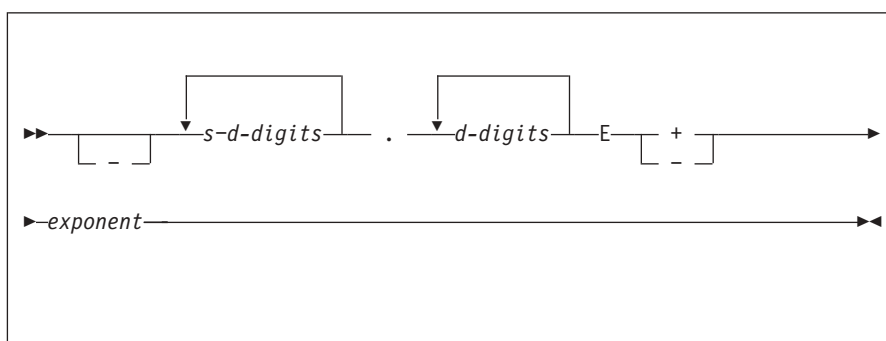 s-d-digits . d-digits E +
- -
exponent